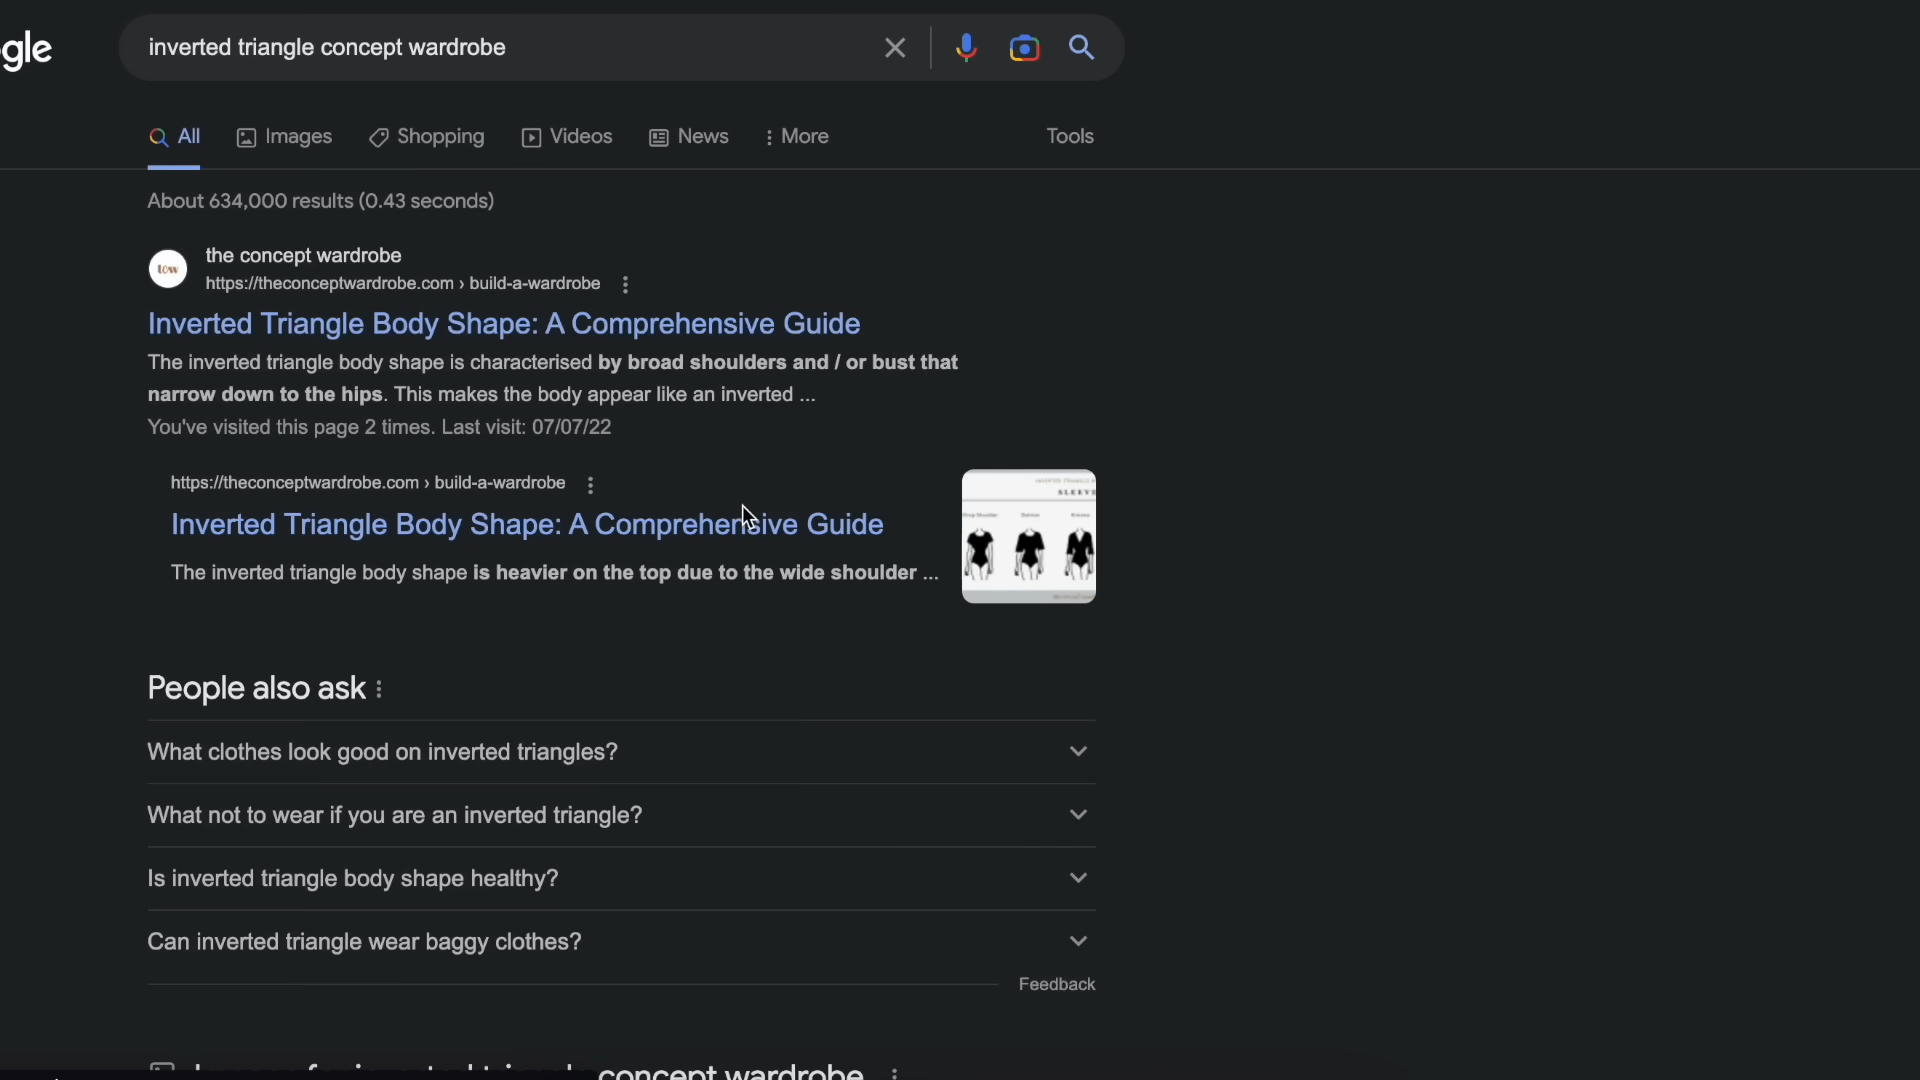 gle
inverted triangle concept wardrobe
All Images Shopping Videos News More Tools
About 634,000 results (0.43 seconds)
tcw
the concept wardrobe
https://theconceptwardrobe.com › build-a-wardrobe
Inverted Triangle Body Shape: A Comprehensive Guide
The inverted triangle body shape is characterised by broad shoulders and / or bust that
narrow down to the hips. This makes the body appear like an inverted ...
You've visited this page 2 times. Last visit: 07/07/22
https://theconceptwardrobe.com › build-a-wardrobe
Inverted Triangle Body Shape: A Comprehensive Guide
The inverted triangle body shape is heavier on the top due to the wide shoulder ...
SLEEVE
People also ask
What clothes look good on inverted triangles?
What not to wear if you are an inverted triangle?
Is inverted triangle body shape healthy?
Can inverted triangle wear baggy clothes?
Feedback
concept wardrobe